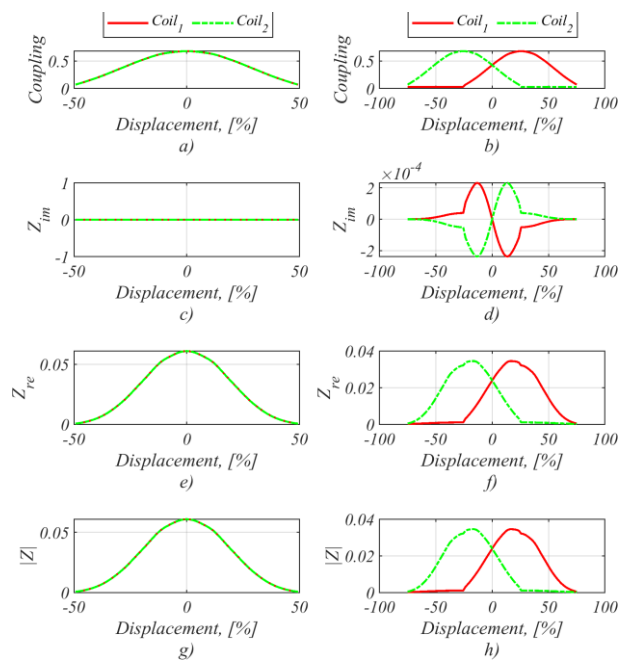 Coil1 Coil2
Coil1 Coil2
0.5
0
Coupling
-50 0 50
Displacement, [%]
a)
0.5
0
Coupling
-100 -50 0 50 100
Displacement, [%]
b)
1
0
-1
Zim
-50 0 50
Displacement, [%]
c)
×10-4
2
0
-2
Zim
-100 -50 0 50 100
Displacement, [%]
d)
0.05
0
Zre
-50 0 50
Displacement, [%]
e)
0.04
0.02
0
Zre
-100 -50 0 50 100
Displacement, [%]
f)
0.05
0
|Z|
-50 0 50
Displacement, [%]
g)
0.04
0.02
0
|Z|
-100 -50 0 50 100
Displacement, [%]
h)